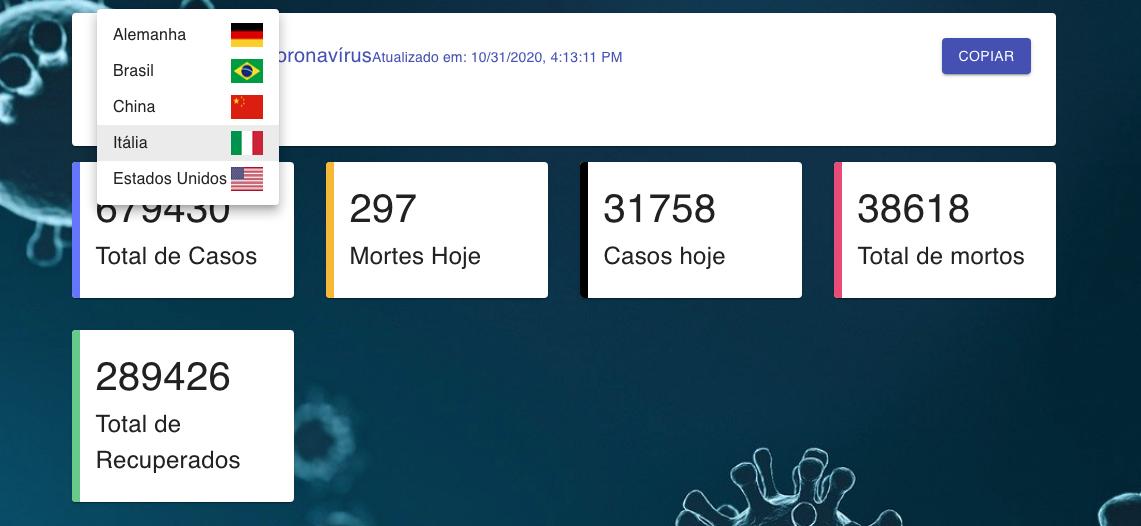 Alemanha
Brasil
China
Itália
Estados Unidos
oronavírus Atualizado em: 10/31/2020, 4:13:11 PM
COPIAR
679430
Total de Casos
297
Mortes Hoje
31758
Casos hoje
38618
Total de mortos
289426
Total de
Recuperados